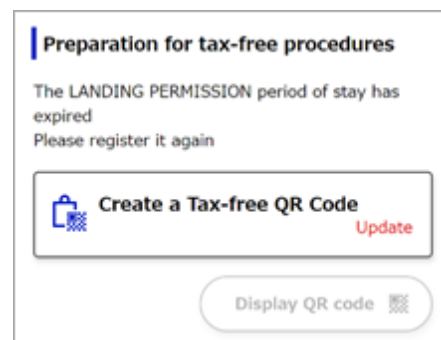 Preparation for tax-free procedures
The LANDING PERMISSION period of stay has
expired
Please register it again
Create a Tax-free QR Code
Update
Display QR code